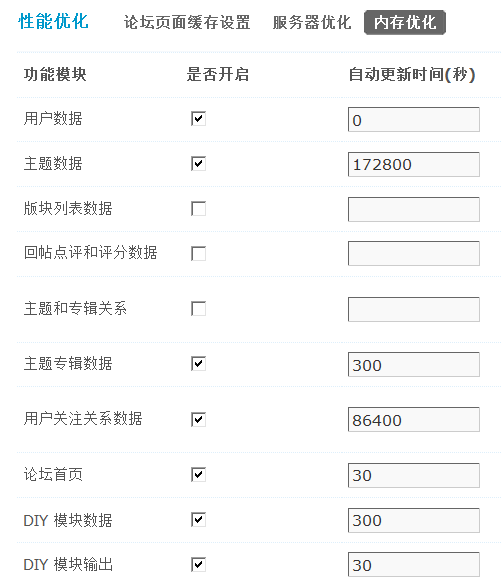 性能优化 论坛页面缓存设置 服务器优化 内存优化
功能模块 是否开启 自动更新时间(秒)
用户数据 0
主题数据 172800
版块列表数据
回帖点评和评分数据
主题和专辑关系
主题专辑数据 300
用户关注关系数据 86400
论坛首页 30
DIY 模块数据 300
DIY 模块输出 30